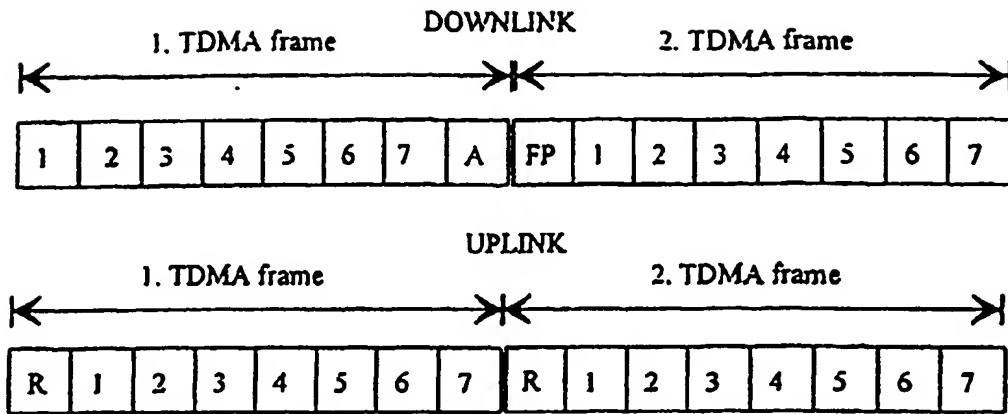 DOWNLINK
1. TDMA frame 2. TDMA frame
1 2 3 4 5 6 7 A FP 1 2 3 4 5 6 7
UPLINK
1. TDMA frame 2. TDMA frame
R 1 2 3 4 5 6 7 R 1 2 3 4 5 6 7